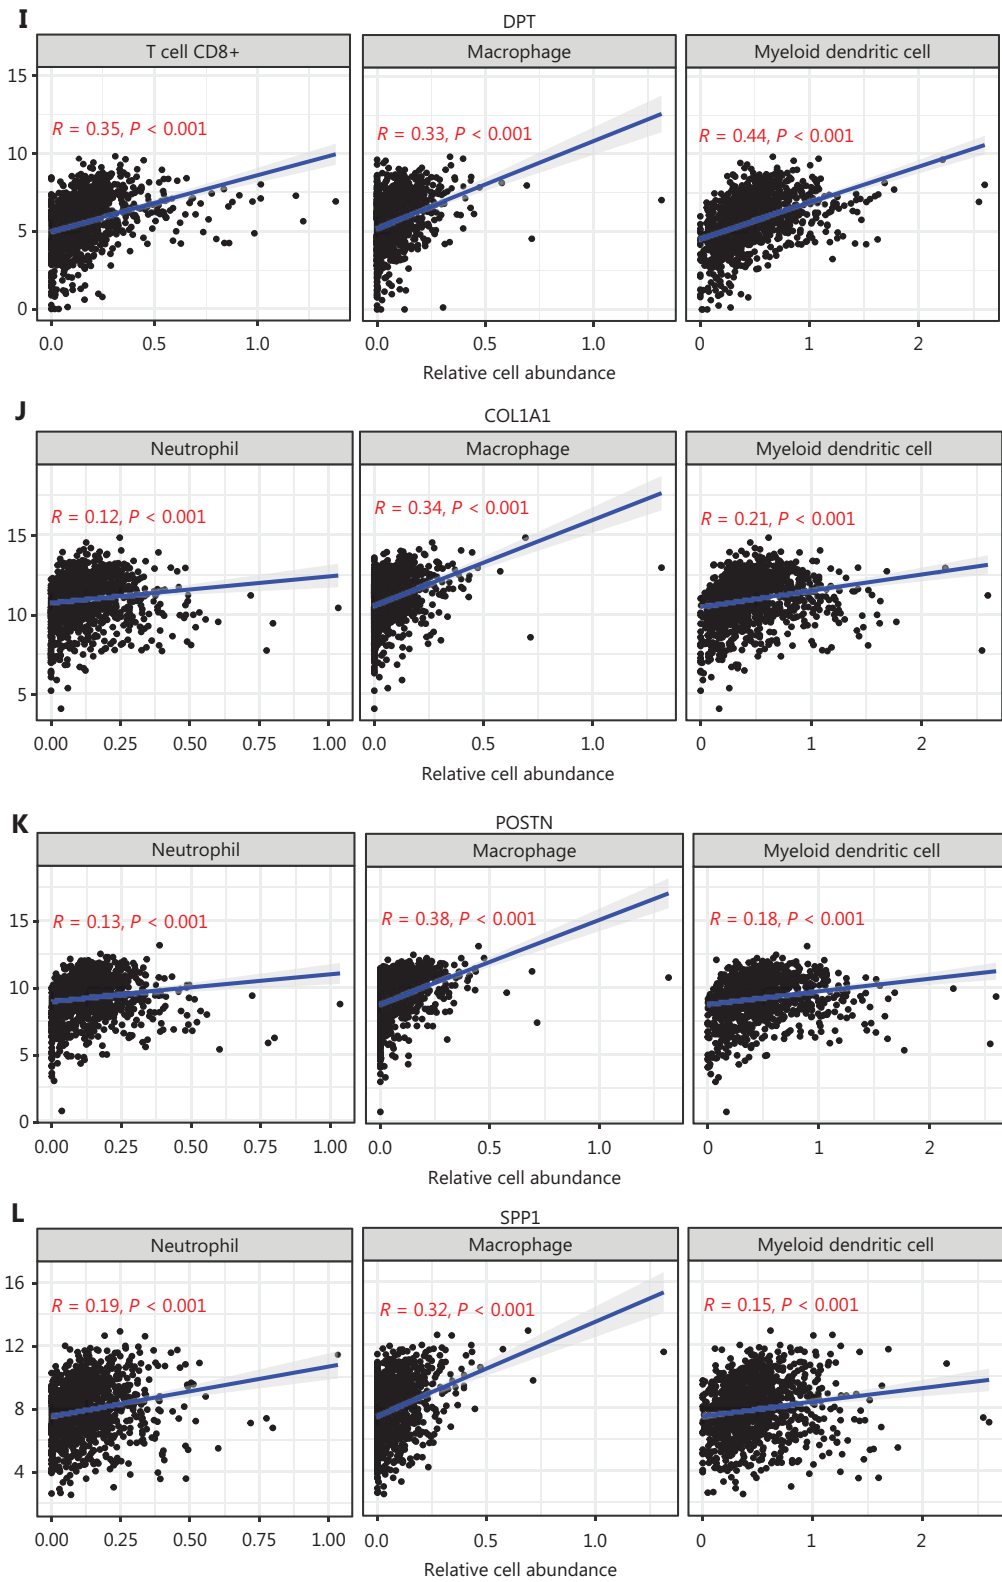 I
DPT
T cell CD8+ Macrophage Myeloid dendritic cell
15
10
5
0
R = 0.35, P < 0.001
R = 0.33, P < 0.001
R = 0.44, P < 0.001
0.0 0.5 1.0 0.0 0.5 1.0 0 1 2
Relative cell abundance
J
COL1A1
Neutrophil Macrophage Myeloid dendritic cell
15
10
5
R = 0.12, P < 0.001
R = 0.34, P < 0.001
R = 0.21, P < 0.001
0.00 0.25 0.50 0.75 1.00 0.0 0.5 1.0 0 1 2
Relative cell abundance
K
POSTN
Neutrophil Macrophage Myeloid dendritic cell
15
10
5
0
R = 0.13, P < 0.001
R = 0.38, P < 0.001
R = 0.18, P < 0.001
0.00 0.25 0.50 0.75 1.00 0.0 0.5 1.0 0 1 2
Relative cell abundance
L
SPP1
Neutrophil Macrophage Myeloid dendritic cell
16
12
8
4
R = 0.19, P < 0.001
R = 0.32, P < 0.001
R = 0.15, P < 0.001
0.00 0.25 0.50 0.75 1.00 0.0 0.5 1.0 0 1 2
Relative cell abundance